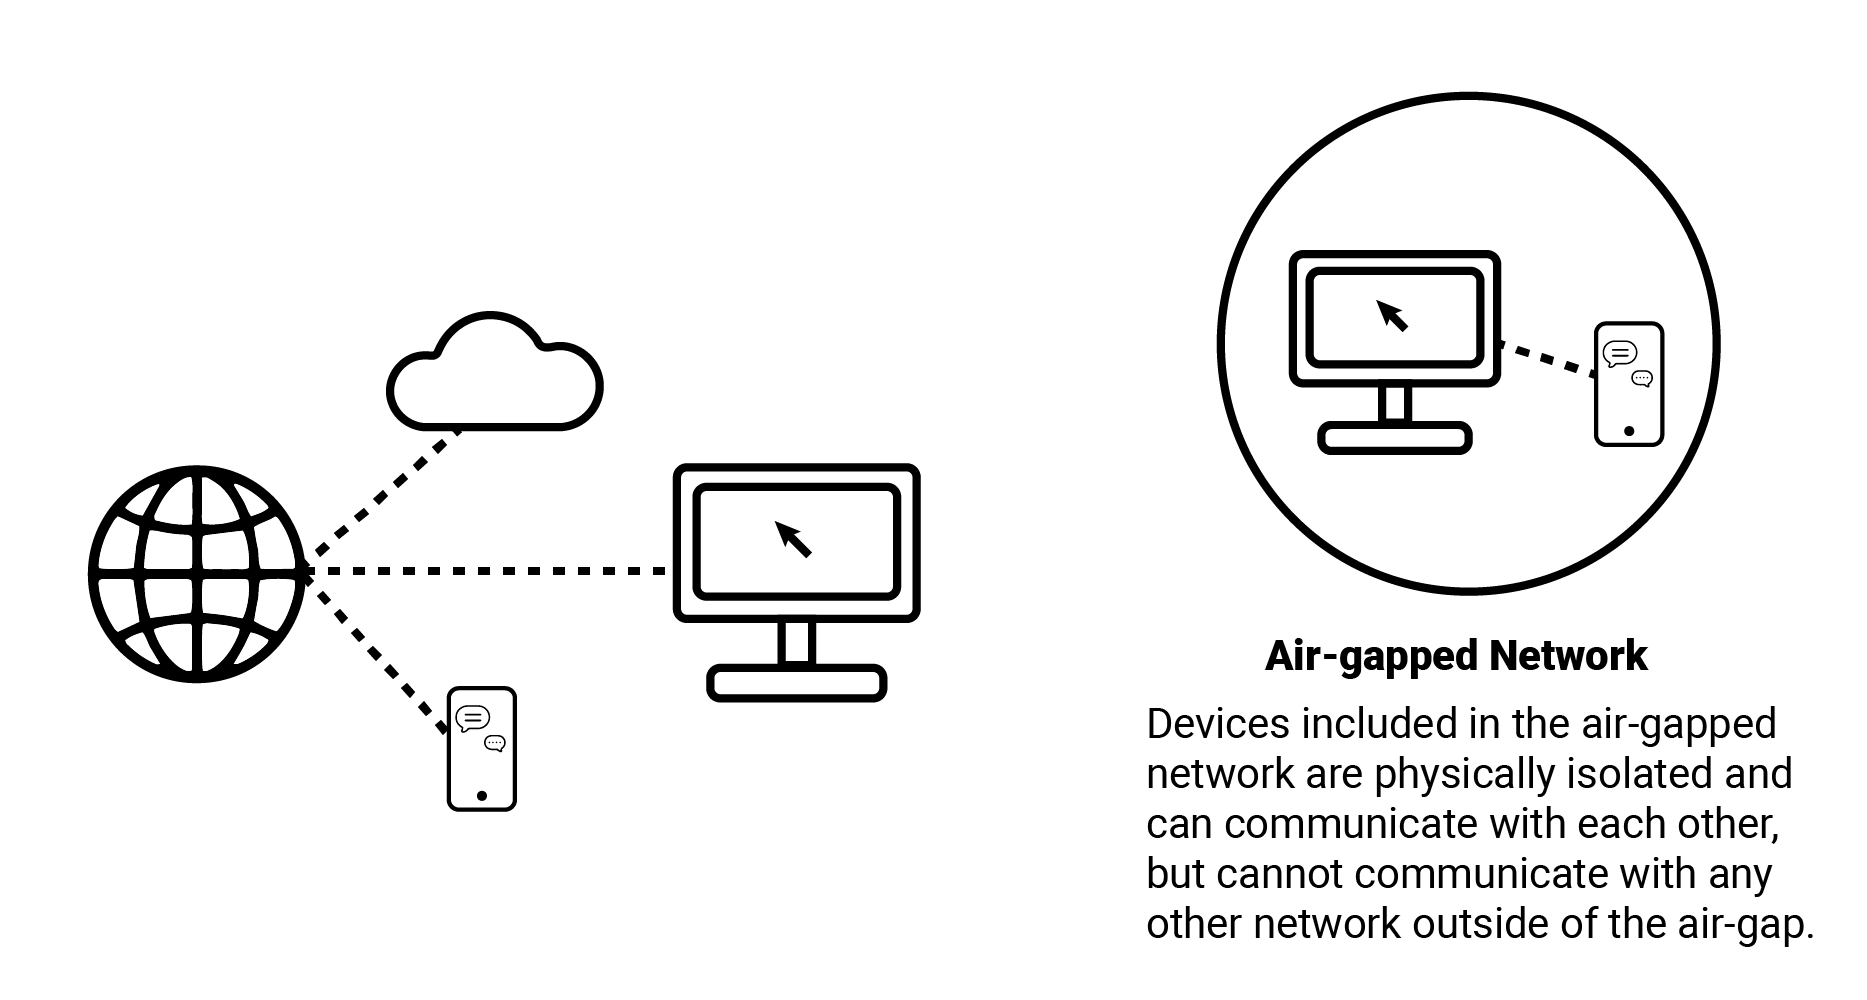 Air-gapped Network
Devices included in the air-gapped
network are physically isolated and
can communicate with each other,
but cannot communicate with any
other network outside of the air-gap.